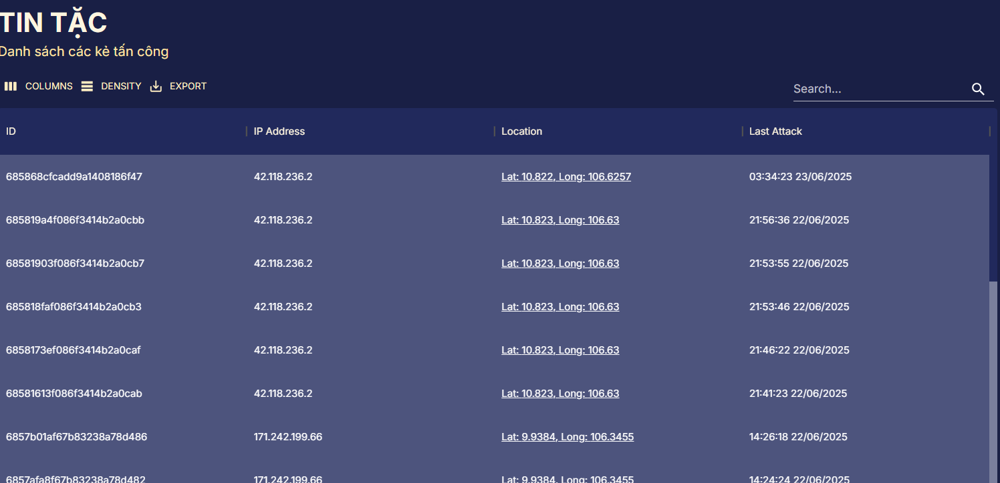 TIN TẶC
Danh sách các kẻ tấn công
COLUMNS DENSITY EXPORT
Search...
ID IP Address Location Last Attack
685868cfcadd9a1408186f47 42.118.236.2 Lat: 10.822, Long: 106.6257 03:34:23 23/06/2025
685819a4f086f3414b2a0cbb 42.118.236.2 Lat: 10.823, Long: 106.63 21:56:36 22/06/2025
68581903f086f3414b2a0cb7 42.118.236.2 Lat: 10.823, Long: 106.63 21:53:55 22/06/2025
685818faf086f3414b2a0cb3 42.118.236.2 Lat: 10.823, Long: 106.63 21:53:46 22/06/2025
6858173ef086f3414b2a0caf 42.118.236.2 Lat: 10.823, Long: 106.63 21:46:22 22/06/2025
68581613f086f3414b2a0cab 42.118.236.2 Lat: 10.823, Long: 106.63 21:41:23 22/06/2025
6857b01af67b83238a78d486 171.242.199.66 Lat: 9.9384, Long: 106.3455 14:26:18 22/06/2025
6857afa8f67b83238a78d482 171.242.199.66 Lat: 9.9384, Long: 106.3455 14:24:24 22/06/2025